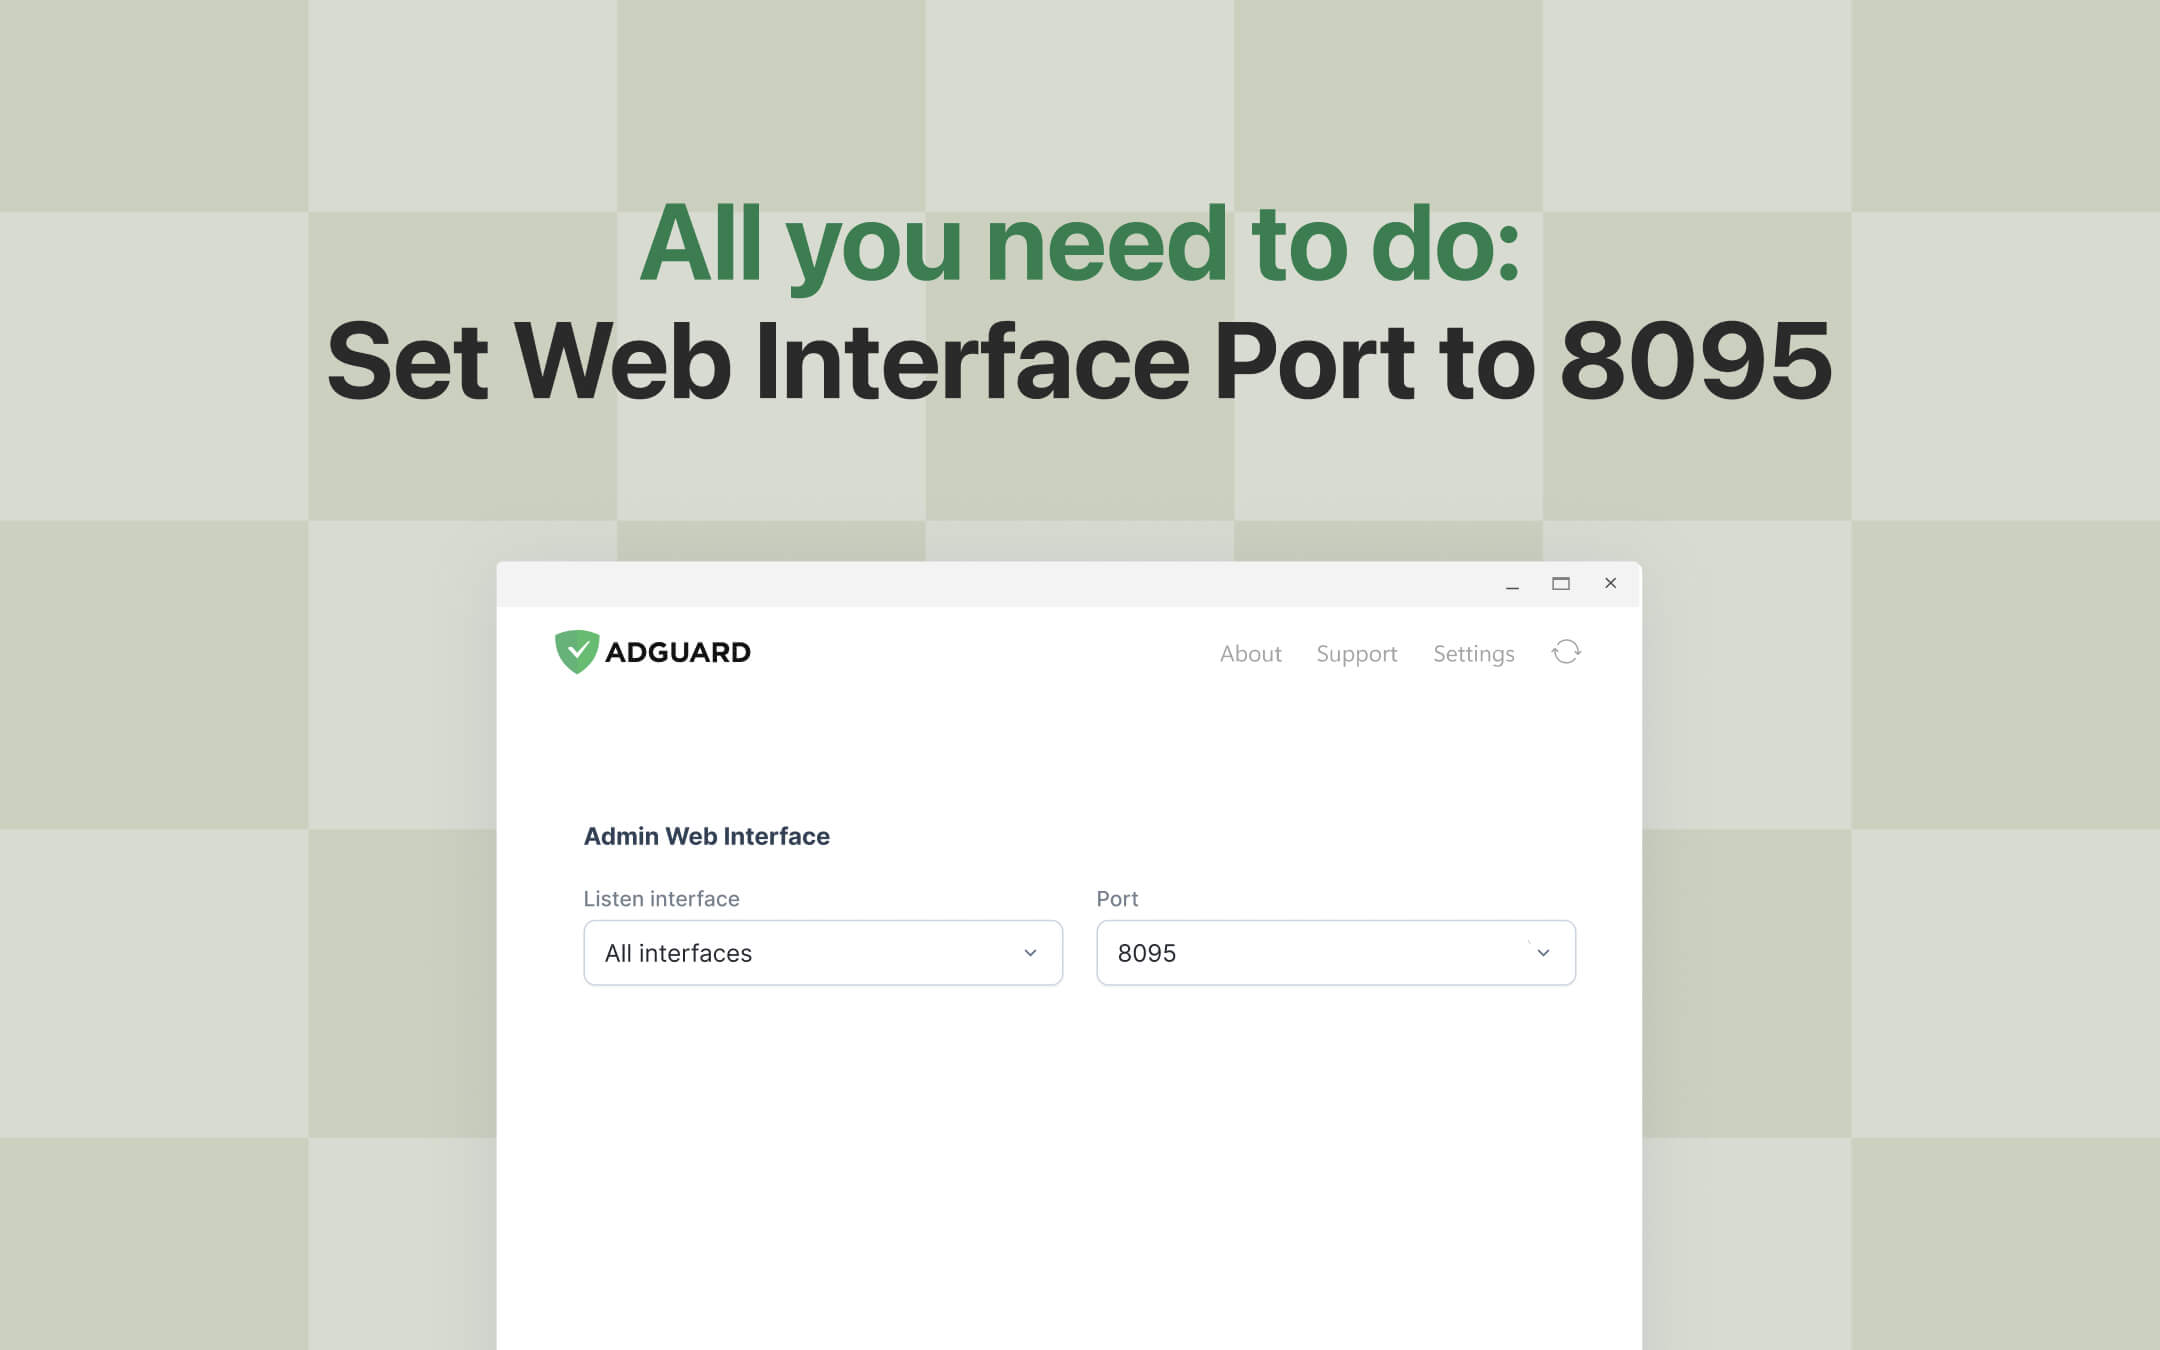 All you need to do:
Set Web Interface Port to 8095
ADGUARD
About Support Settings
Admin Web Interface
Listen interface Port
All interfaces 8095